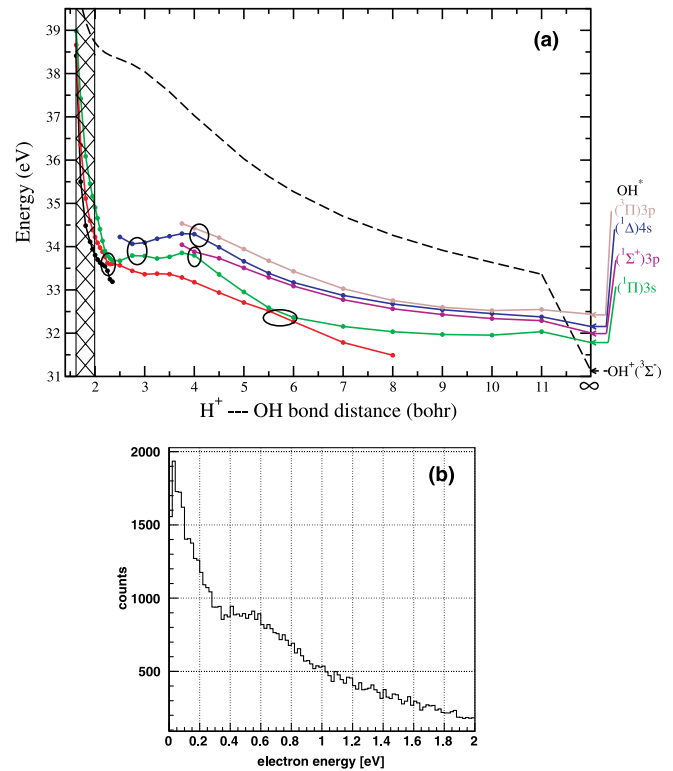 (a)
39
38
37
36
35
34
33
32
31
Energy (eV)
2 3 4 5 6 7 8 9 10 11 ∞
H⁺ --- OH bond distance (bohr)
OH*
(³Π)3p
(¹Δ)4s
(¹Σ⁺)3p
(¹Π)3s
OH⁺(³Σ⁻)
(b)
2000
1500
1000
500
counts
0 0.2 0.4 0.6 0.8 1 1.2 1.4 1.6 1.8 2
electron energy [eV]